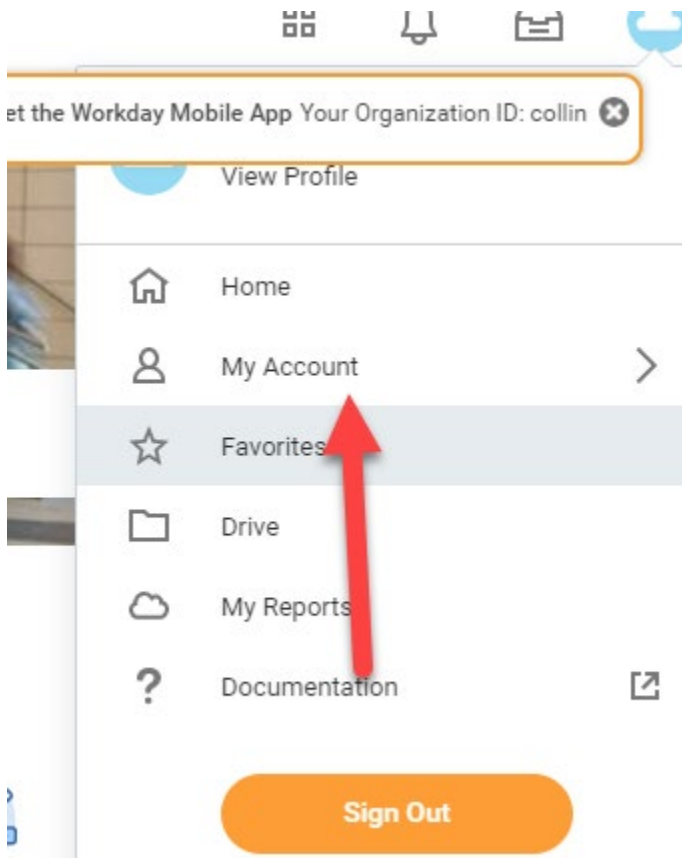 et the Workday Mobile App Your Organization ID: collin
View Profile
Home
My Account
Favorites
Drive
My Reports
Documentation
Sign Out